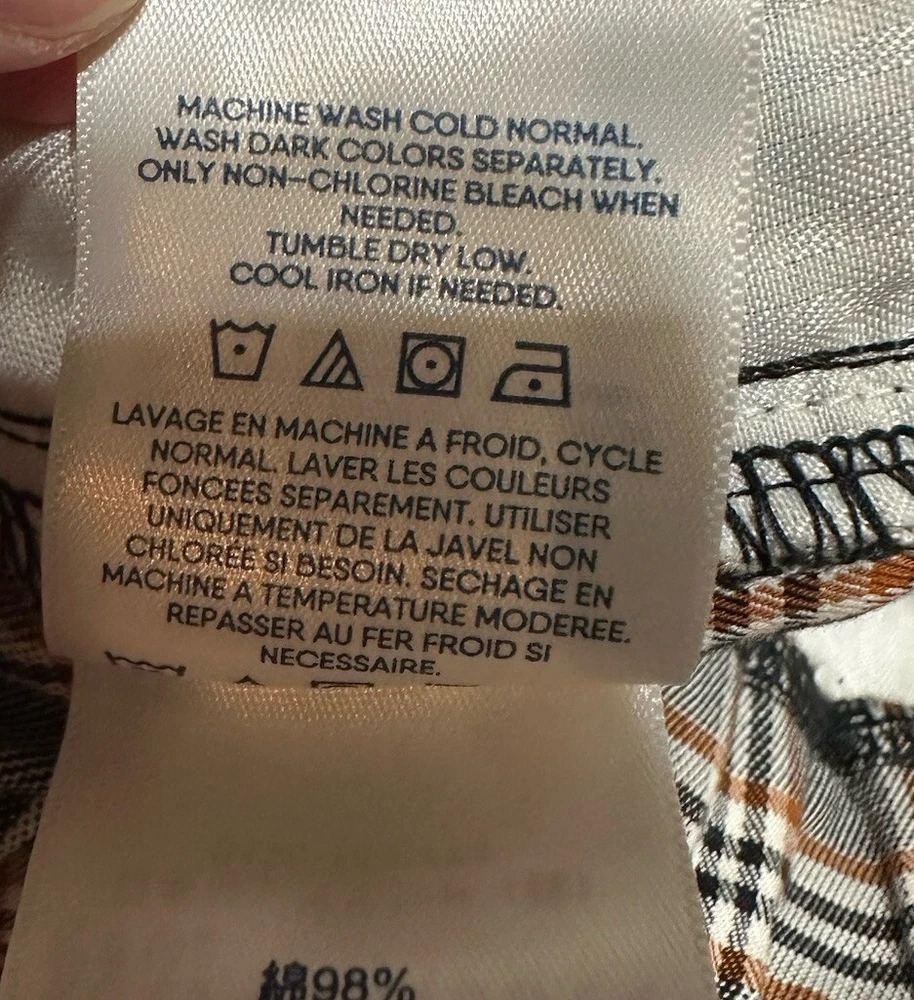 MACHINE WASH COLD NORMAL.
WASH DARK COLORS SEPARATELY.
ONLY NON-CHLORINE BLEACH WHEN
NEEDED.
TUMBLE DRY LOW.
COOL IRON IF NEEDED.
LAVAGE EN MACHINE A FROID, CYCLE
NORMAL. LAVER LES COULEURS
FONCEES SEPAREMENT. UTILISER
UNIQUEMENT DE LA JAVEL NON
CHLORÉE SI BESOIN. SECHAGE EN
MACHINE A TEMPERATURE MODEREE.
REPASSER AU FER FROID SI
NECESSAIRE.
綿98%